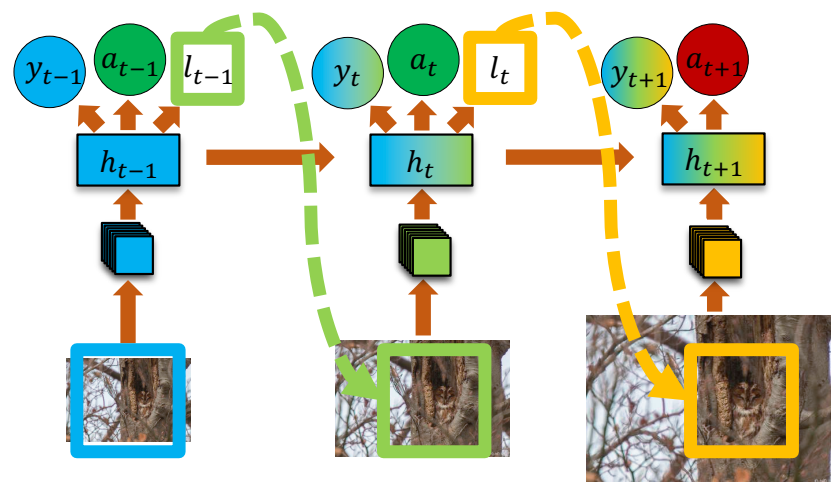 y_{t-1} a_{t-1} l_{t-1} y_t a_t l_t y_{t+1} a_{t+1}
h_{t-1} h_t h_{t+1}